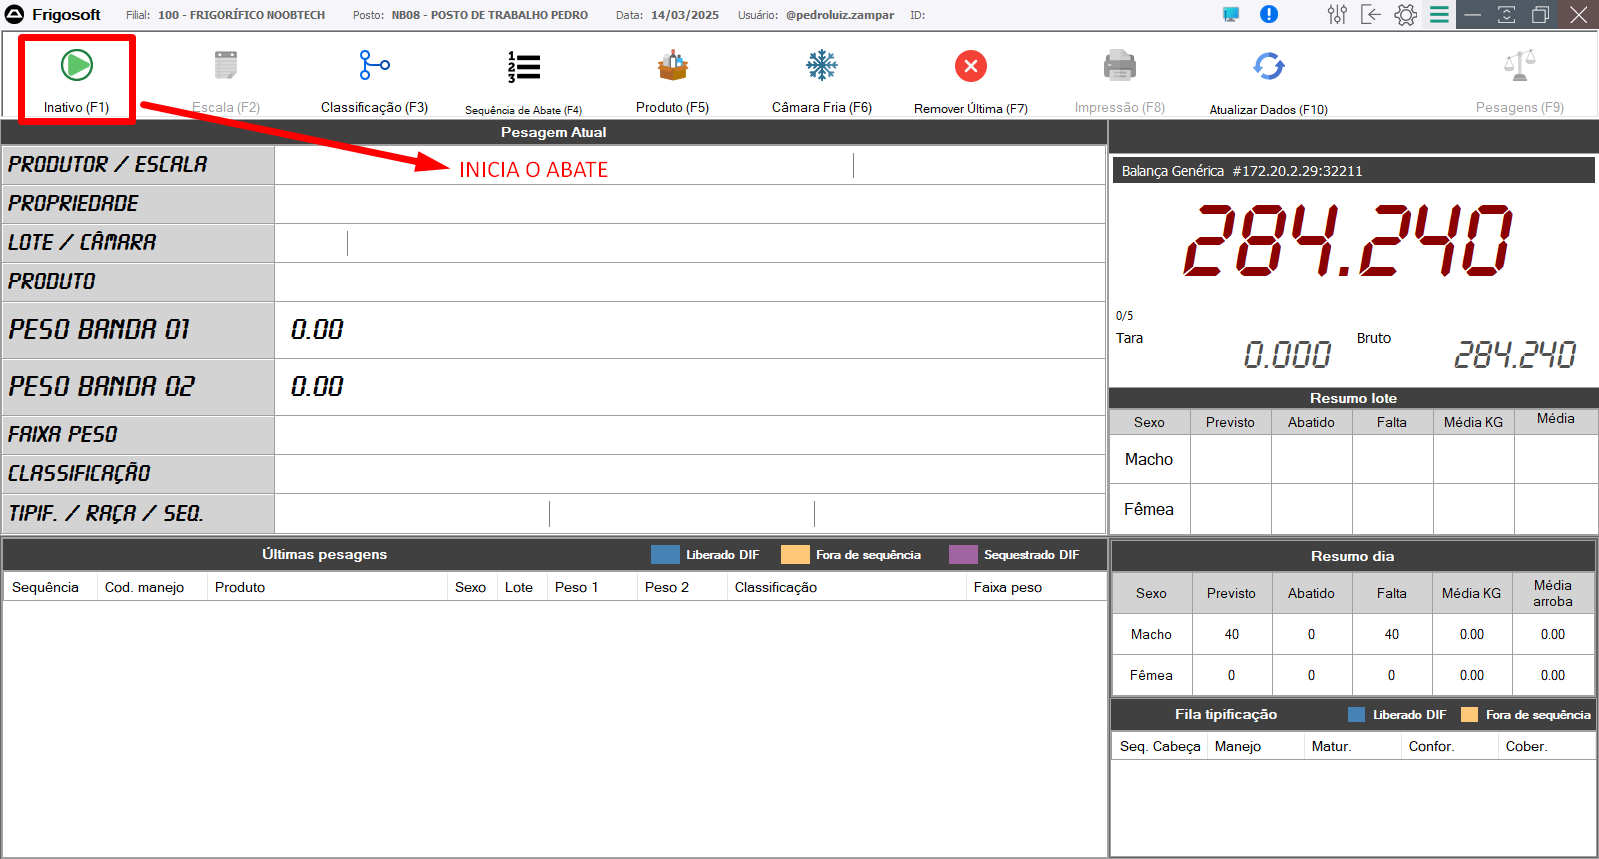 Frigosoft Filial: 100 - FRIGORÍFICO NOOBTECH Posto: NB08 - POSTO DE TRABALHO PEDRO Data: 14/03/2025 Usuário: @pedroluiz.zampar ID:
Inativo (F1) Escala (F2) Classificação (F3) Sequência de Abate (F4) Produto (F5) Câmara Fria (F6) Remover Última (F7) Impressão (F8) Atualizar Dados (F10) Pesagens (F9)
Pesagem Atual
PRODUTOR / ESCALA
INICIA O ABATE
PROPRIEDADE
LOTE / CÂMARA
PRODUTO
PESO BANDA 01 0.00
PESO BANDA 02 0.00
FAIXA PESO
CLASSIFICAÇÃO
TIPIF. / RAÇA / SEQ.
Balança Genérica #172.20.2.29:32211
284.240
0/5
Tara 0.000 Bruto 284.240
Resumo lote
Sexo Previsto Abatido Falta Média KG Média
Macho
Fêmea
Últimas pesagens Liberado DIF Fora de sequência Sequestrado DIF
Sequência Cod. manejo Produto Sexo Lote Peso 1 Peso 2 Classificação Faixa peso
Resumo dia
Sexo Previsto Abatido Falta Média KG Média arroba
Macho 40 0 40 0.00 0.00
Fêmea 0 0 0 0.00 0.00
Fila tipificação Liberado DIF Fora de sequência
Seq. Cabeça Manejo Matur. Confor. Cober.